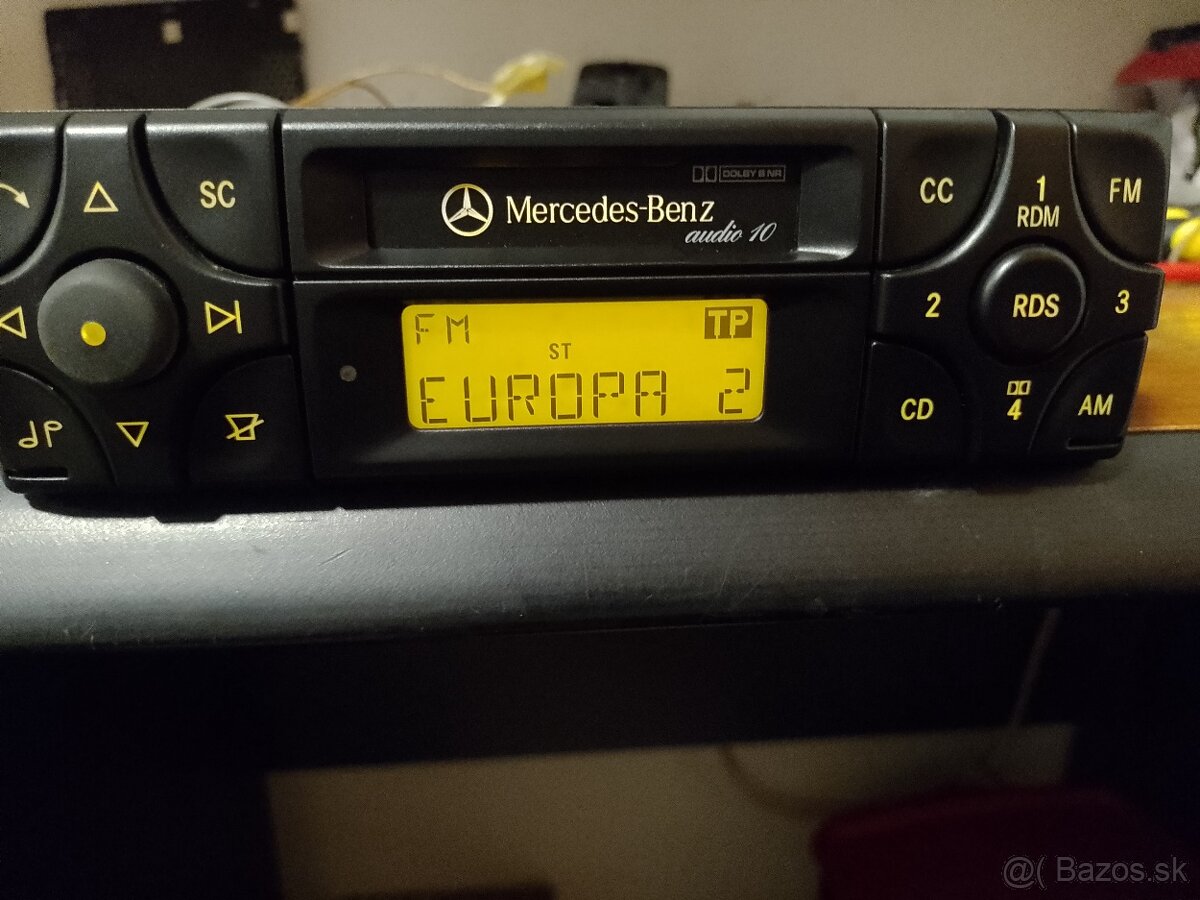 SC
DOLBY B NR
Mercedes-Benz
audio 10
CC
1
RDM
FM
2
RDS
3
FM
TP
ST
EUROPA 2
CD
4
AM
@( Bazos.sk